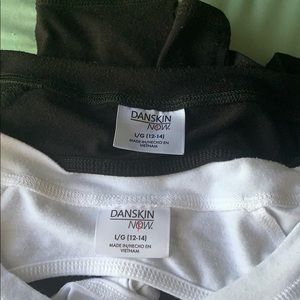 DANSKIN
NOW.
L/G (12-14)
MADE IN/HECHO EN
VIETNAM
DANSKIN
NOW.
L/G (12-14)
MADE IN/HECHO EN
VIETNAM